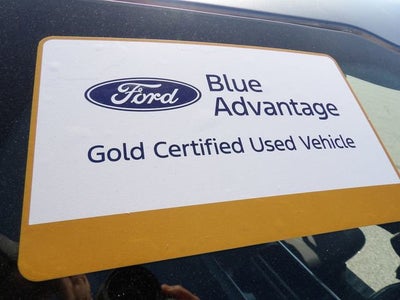 Ford
Blue
Advantage
Gold Certified Used Vehicle